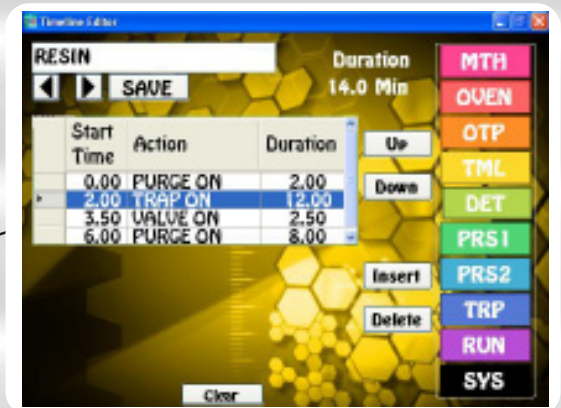 Timeline Editor
RESIN
Duration
14.0 Min
SAVE
Start Time Action Duration
0.00 PURGE ON 2.00
2.00 TRAP ON 12.00
3.50 VALVE ON 2.50
6.00 PURGE ON 8.00
Up
Down
Insert
Delete
Clear
MTH
OVEN
OTP
TML
DET
PRS1
PRS2
TRP
RUN
SYS